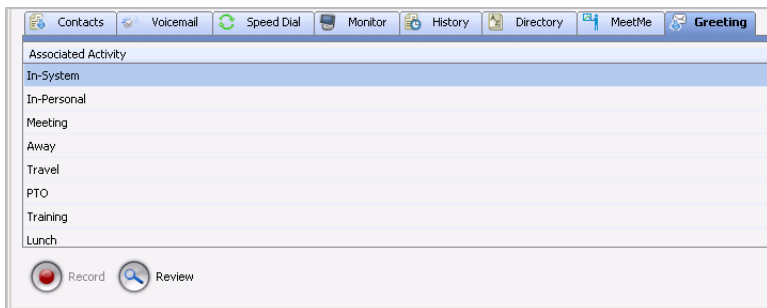 Contacts Voicemail Speed Dial Monitor History Directory MeetMe Greeting
Associated Activity
In-System
In-Personal
Meeting
Away
Travel
PTO
Training
Lunch
Record Review